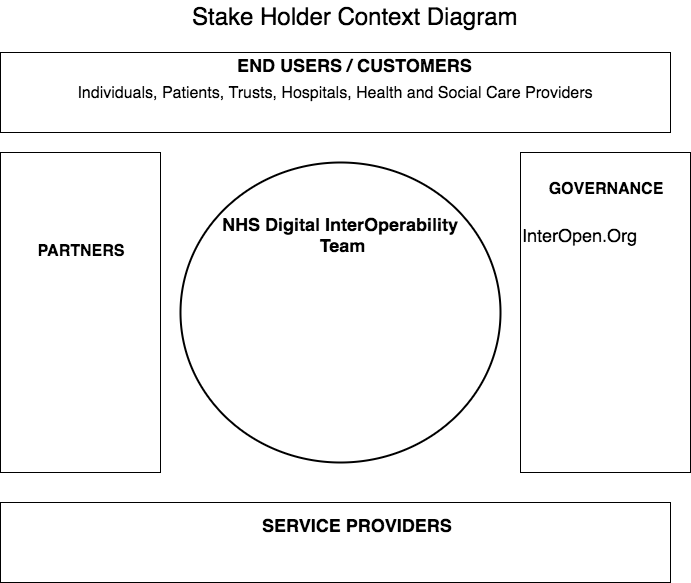 Stake Holder Context Diagram
END USERS / CUSTOMERS
Individuals, Patients, Trusts, Hospitals, Health and Social Care Providers
PARTNERS
NHS Digital InterOperability
Team
GOVERNANCE
InterOpen.Org
SERVICE PROVIDERS